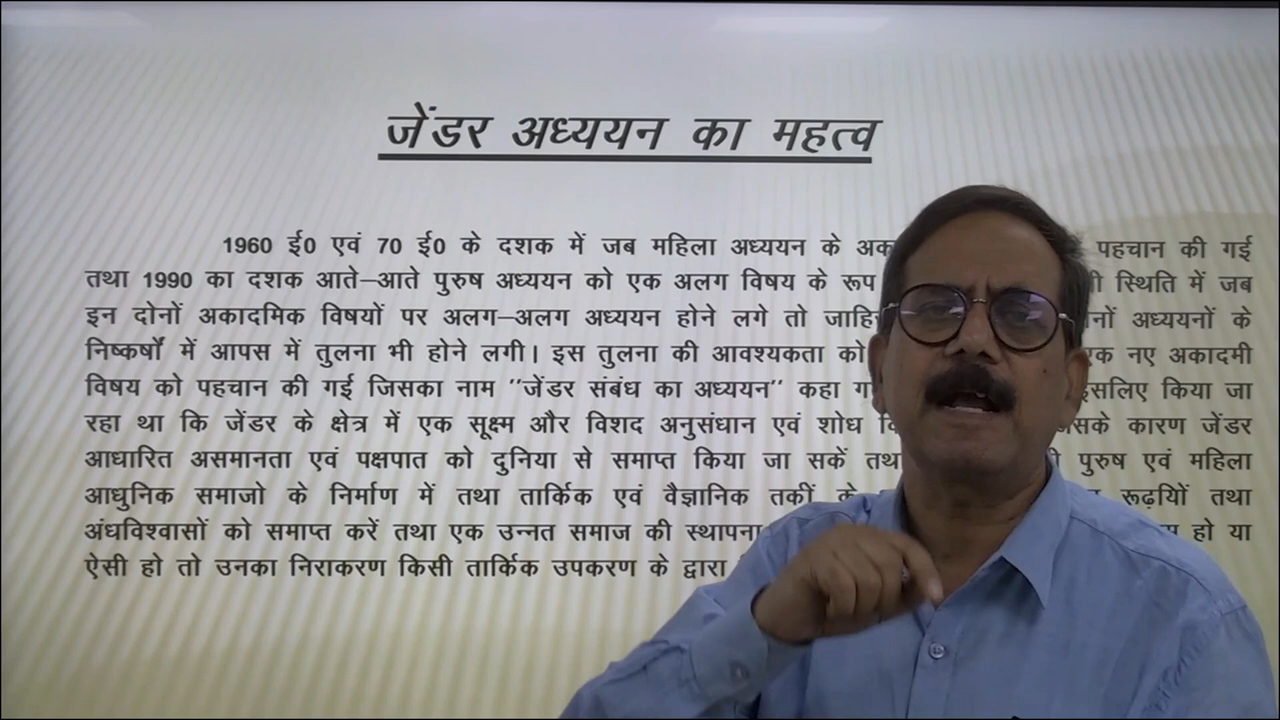 जेंडर अध्ययन का महत्व
1960 ई0 एवं 70 ई0 के दशक में जब महिला अध्ययन के पहचान की गई
तथा 1990 का दशक आते–आते पुरुष अध्ययन को एक अलग विषय के रूप स्थिति में जब
इन दोनों अकादमिक विषयों पर अलग–अलग अध्ययन होने लगे तो अध्ययनों के
निष्कर्षों में आपस में तुलना भी होने लगी। इस तुलना की आवश्यकता को एक नए अकादमी
विषय को पहचान की गई जिसका नाम ''जेंडर संबंध का अध्ययन'' कहा किया जा
रहा था कि जेंडर के क्षेत्र में एक सूक्ष्म और विशद अनुसंधान एवं शोध कारण जेंडर
आधारित असमानता एवं पक्षपात को दुनिया से समाप्त किया जा सकें पुरुष एवं महिला
आधुनिक समाजो के निर्माण में तथा तार्किक एवं वैज्ञानिक तर्कों रूढ़यिों तथा
अंधविश्वासों को समाप्त करें तथा एक उन्नत समाज की स्थापना हो या
ऐसी हो तो उनका निराकरण किसी तार्किक उपकरण के द्वारा